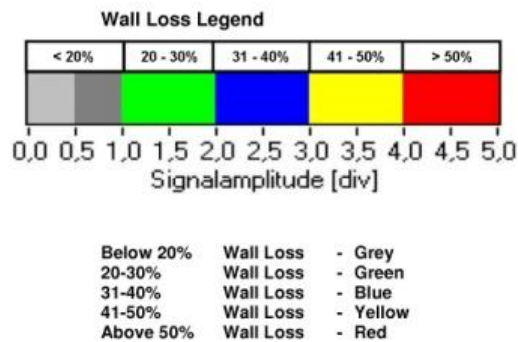 Wall Loss Legend
< 20% 20 - 30% 31 - 40% 41 - 50% > 50%
0,0 0,5 1,0 1,5 2,0 2,5 3,0 3,5 4,0 4,5 5,0
Signalamplitude [div]
Below 20% Wall Loss - Grey
20-30% Wall Loss - Green
31-40% Wall Loss - Blue
41-50% Wall Loss - Yellow
Above 50% Wall Loss - Red